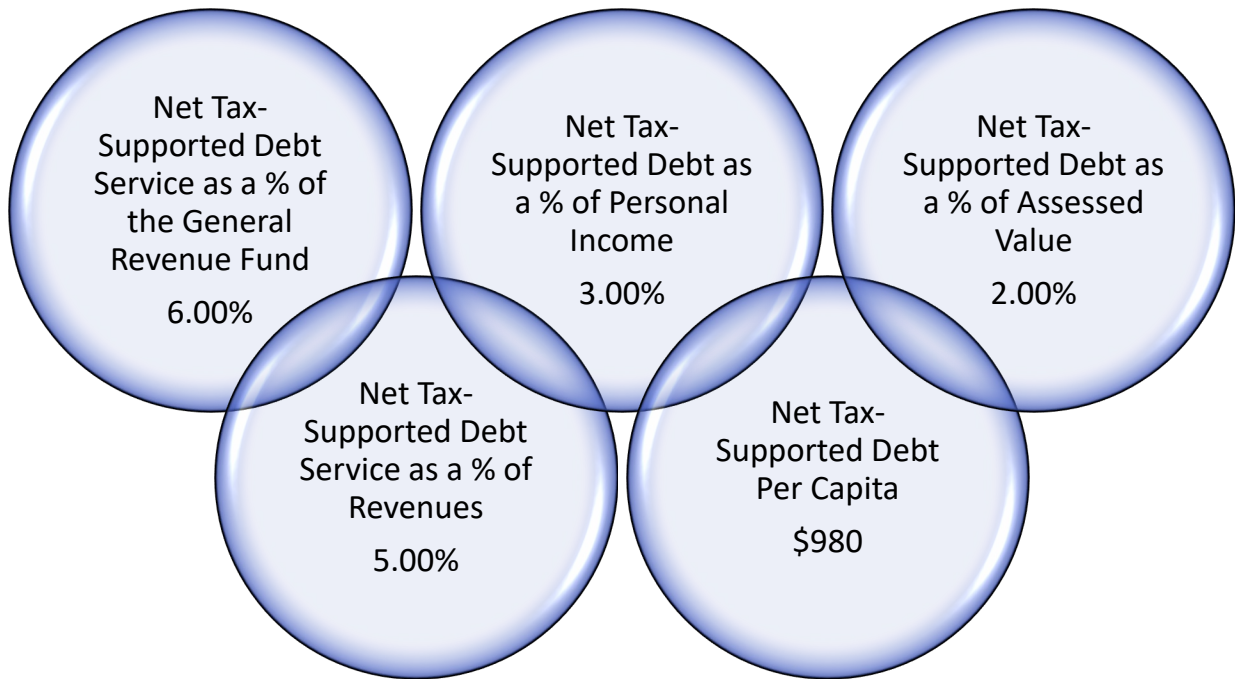 Net Tax-
Supported Debt
Service as a % of
the General
Revenue Fund
6.00%
Net Tax-
Supported Debt
Service as a % of
Revenues
5.00%
Net Tax-
Supported Debt as
a % of Personal
Income
3.00%
Net Tax-
Supported Debt
Per Capita
$980
Net Tax-
Supported Debt as
a % of Assessed
Value
2.00%